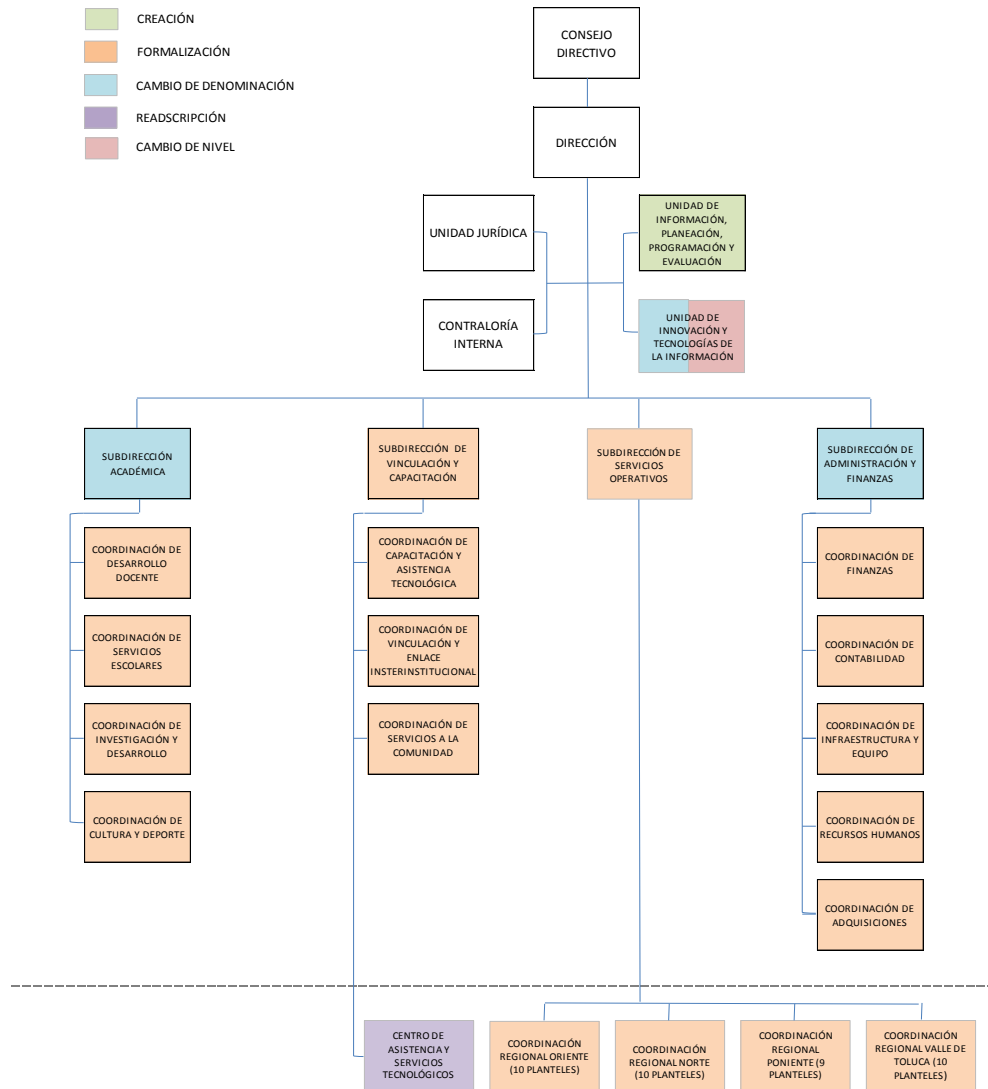 CREACIÓN
FORMALIZACIÓN
CAMBIO DE DENOMINACIÓN
READSCRIPCIÓN
CAMBIO DE NIVEL
CONSEJO
DIRECTIVO
DIRECCIÓN
UNIDAD JURÍDICA
UNIDAD DE
INFORMACIÓN,
PLANEACIÓN,
PROGRAMACIÓN Y
EVALUACIÓN
CONTRALORÍA
INTERNA
UNIDAD DE
INNOVACIÓN Y
TECNOLOGÍAS DE
LA INFORMACIÓN
SUBDIRECCIÓN
ACADÉMICA
SUBDIRECCIÓN DE
VINCULACIÓN Y
CAPACITACIÓN
SUBDIRECCIÓN DE
SERVICIOS
OPERATIVOS
SUBDIRECCIÓN DE
ADMINISTRACIÓN Y
FINANZAS
COORDINACIÓN DE
DESARROLLO
DOCENTE
COORDINACIÓN DE
CAPACITACIÓN Y
ASISTENCIA
TECNOLÓGICA
COORDINACIÓN DE
FINANZAS
COORDINACIÓN DE
SERVICIOS
ESCOLARES
COORDINACIÓN DE
VINCULACIÓN Y
ENLACE
INSTERINSTITUCIONAL
COORDINACIÓN DE
CONTABILIDAD
COORDINACIÓN DE
INVESTIGACIÓN Y
DESARROLLO
COORDINACIÓN DE
SERVICIOS A LA
COMUNIDAD
COORDINACIÓN DE
INFRAESTRUCTURA Y
EQUIPO
COORDINACIÓN DE
CULTURA Y DEPORTE
COORDINACIÓN DE
RECURSOS HUMANOS
COORDINACIÓN DE
ADQUISICIONES
CENTRO DE
ASISTENCIA Y
SERVICIOS
TECNOLÓGICOS
COORDINACIÓN
REGIONAL ORIENTE
(10 PLANTELES)
COORDINACIÓN
REGIONAL NORTE
(10 PLANTELES)
COORDINACIÓN
REGIONAL
PONIENTE (9
PLANTELES)
COORDINACIÓN
REGIONAL VALLE DE
TOLUCA (10
PLANTELES)